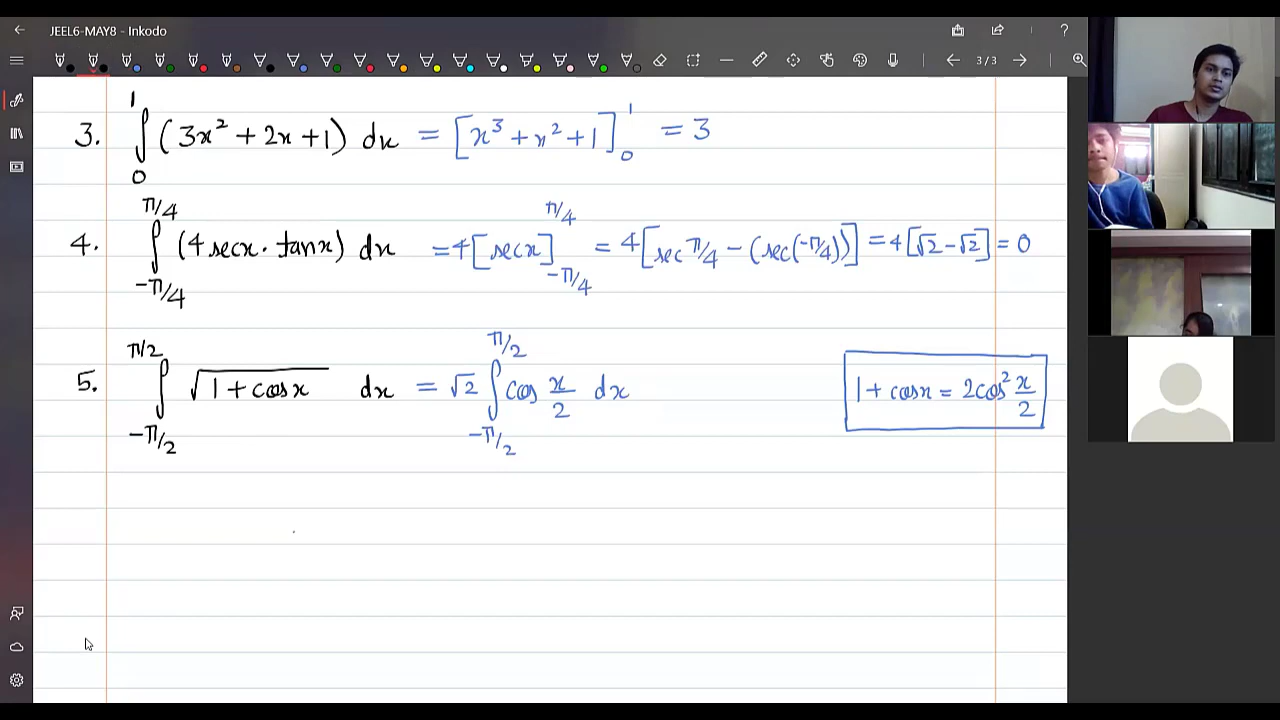 JEEL6-MAY8 - Inkodo
3/3
3. ∫₀¹ (3x² + 2x + 1) dx = [x³ + x² + 1]₀¹ = 3
4. ∫_{-π/4}^{π/4} (4 secx · tanx) dx = 4[secx]_{-π/4}^{π/4} = 4[sec π/4 - (sec(-π/4))] = 4[√2 - √2] = 0
5. ∫_{-π/2}^{π/2} √(1 + cosx) dx = √2 ∫_{-π/2}^{π/2} cos x/2 dx
1 + cosx = 2cos² x/2